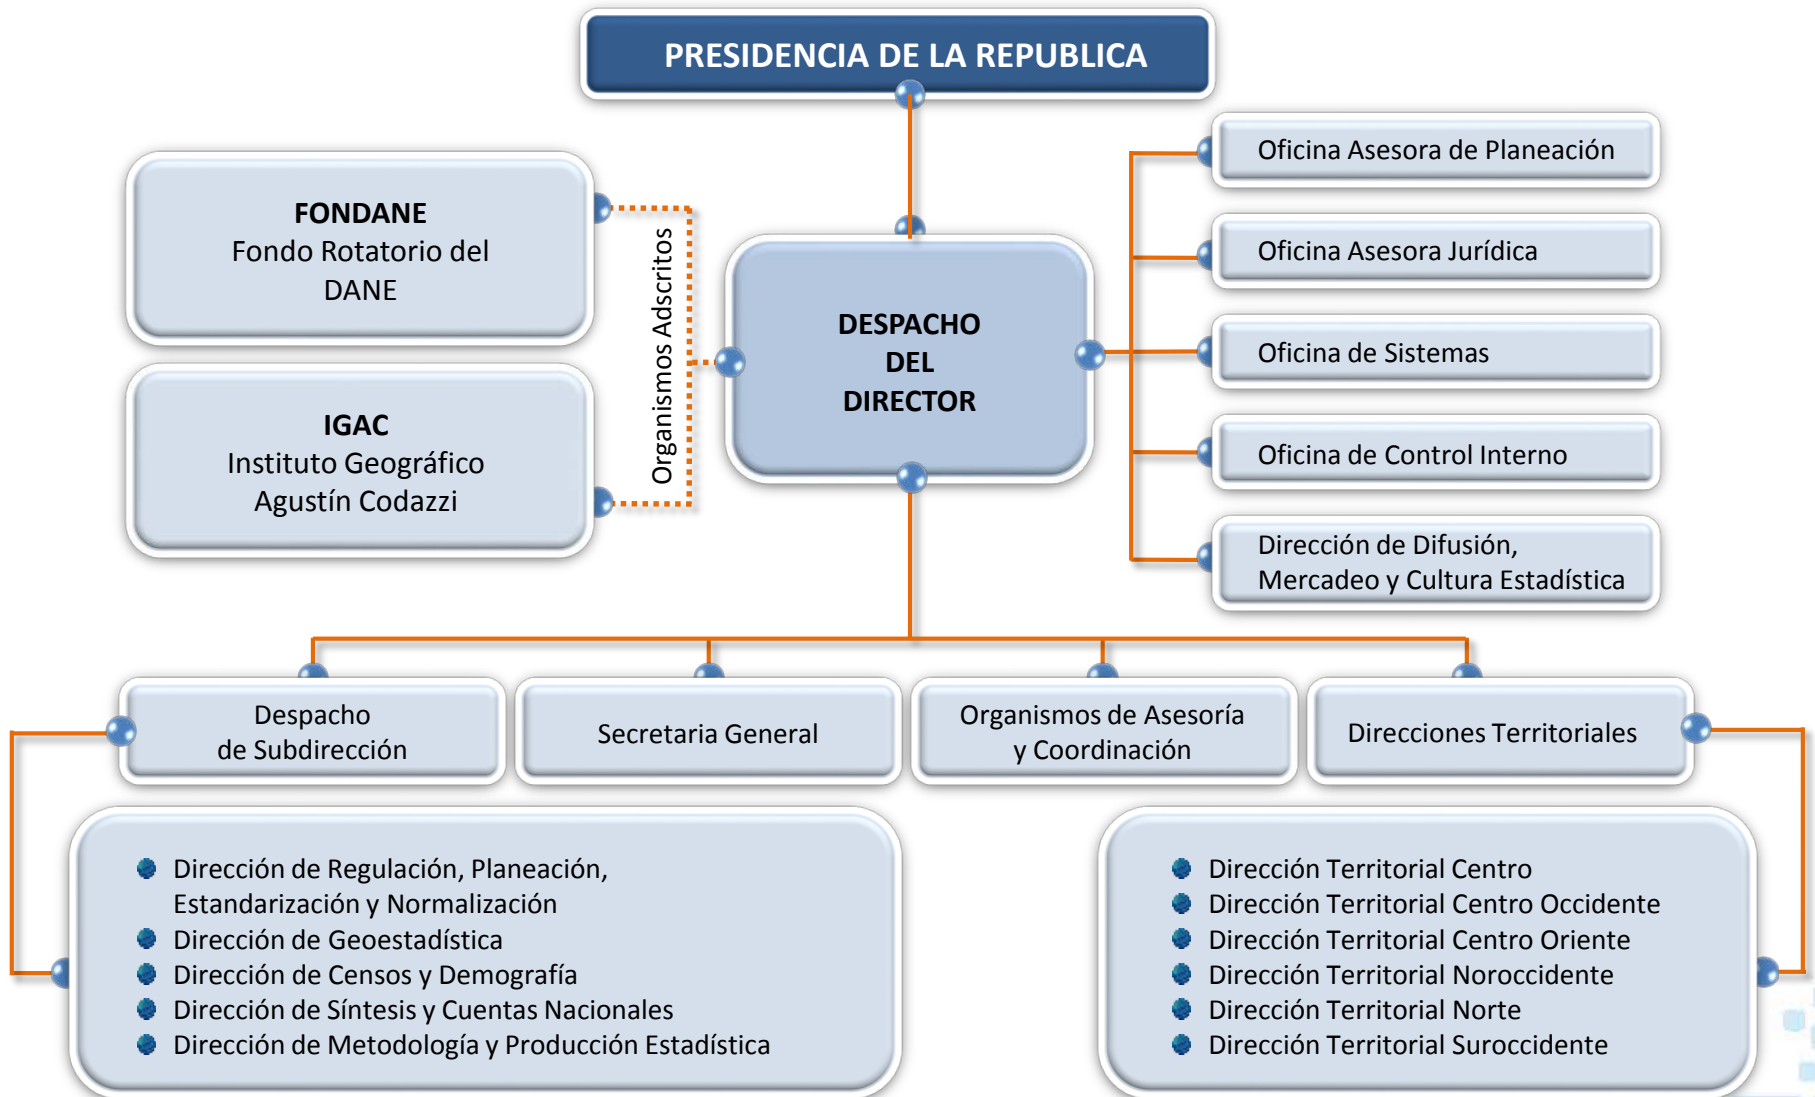 PRESIDENCIA DE LA REPUBLICA
FONDANE
Fondo Rotatorio del
DANE
IGAC
Instituto Geográfico
Agustín Codazzi
Organismos Adscritos
DESPACHO
DEL
DIRECTOR
Oficina Asesora de Planeación
Oficina Asesora Jurídica
Oficina de Sistemas
Oficina de Control Interno
Dirección de Difusión,
Mercadeo y Cultura Estadística
Despacho
de Subdirección
Secretaria General
Organismos de Asesoría
y Coordinación
Direcciones Territoriales
Dirección de Regulación, Planeación,
Estandarización y Normalización
Dirección de Geoestadística
Dirección de Censos y Demografía
Dirección de Síntesis y Cuentas Nacionales
Dirección de Metodología y Producción Estadística
Dirección Territorial Centro
Dirección Territorial Centro Occidente
Dirección Territorial Centro Oriente
Dirección Territorial Noroccidente
Dirección Territorial Norte
Dirección Territorial Suroccidente